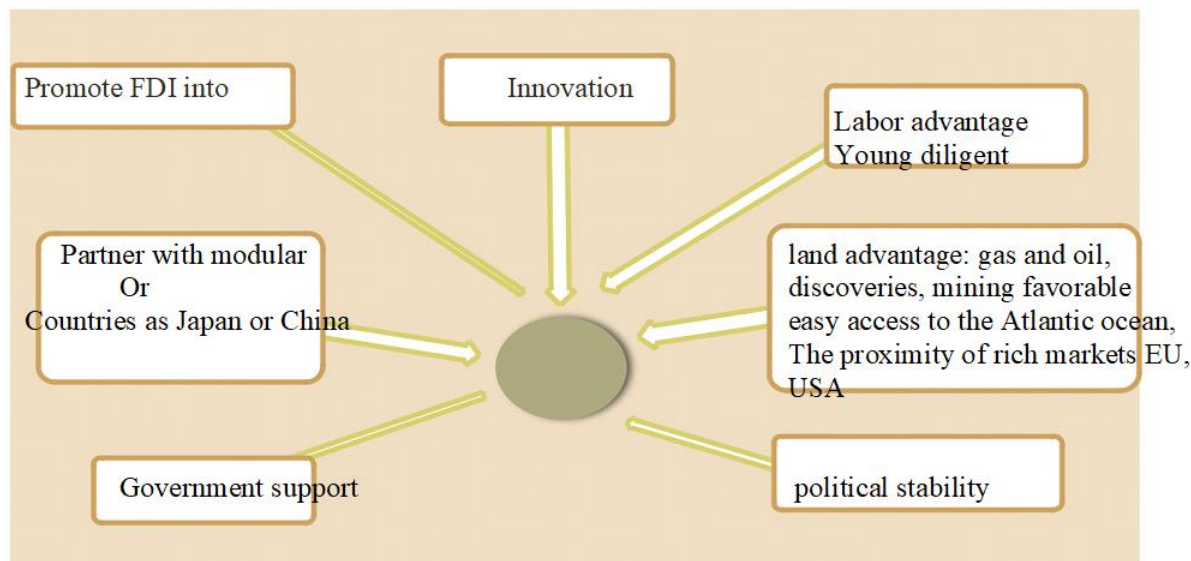 Promote FDI into
Innovation
Labor advantage
Young diligent
Partner with modular
Or
Countries as Japan or China
land advantage: gas and oil,
discoveries, mining favorable
easy access to the Atlantic ocean,
The proximity of rich markets EU,
USA
Government support
political stability